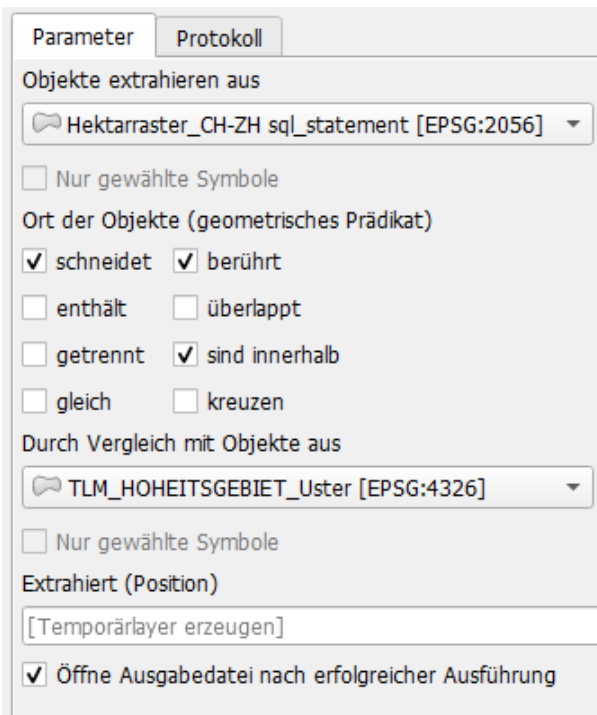 Parameter Protokoll
Objekte extrahieren aus
Hektarraster_CH-ZH sql_statement [EPSG:2056]
Nur gewählte Symbole
Ort der Objekte (geometrisches Prädikat)
schneidet berührt
enthält überlappt
getrennt sind innerhalb
gleich kreuzen
Durch Vergleich mit Objekte aus
TLM_HOHEITSGEBIET_Uster [EPSG:4326]
Nur gewählte Symbole
Extrahiert (Position)
[Temporärlayer erzeugen]
Öffne Ausgabedatei nach erfolgreicher Ausführung